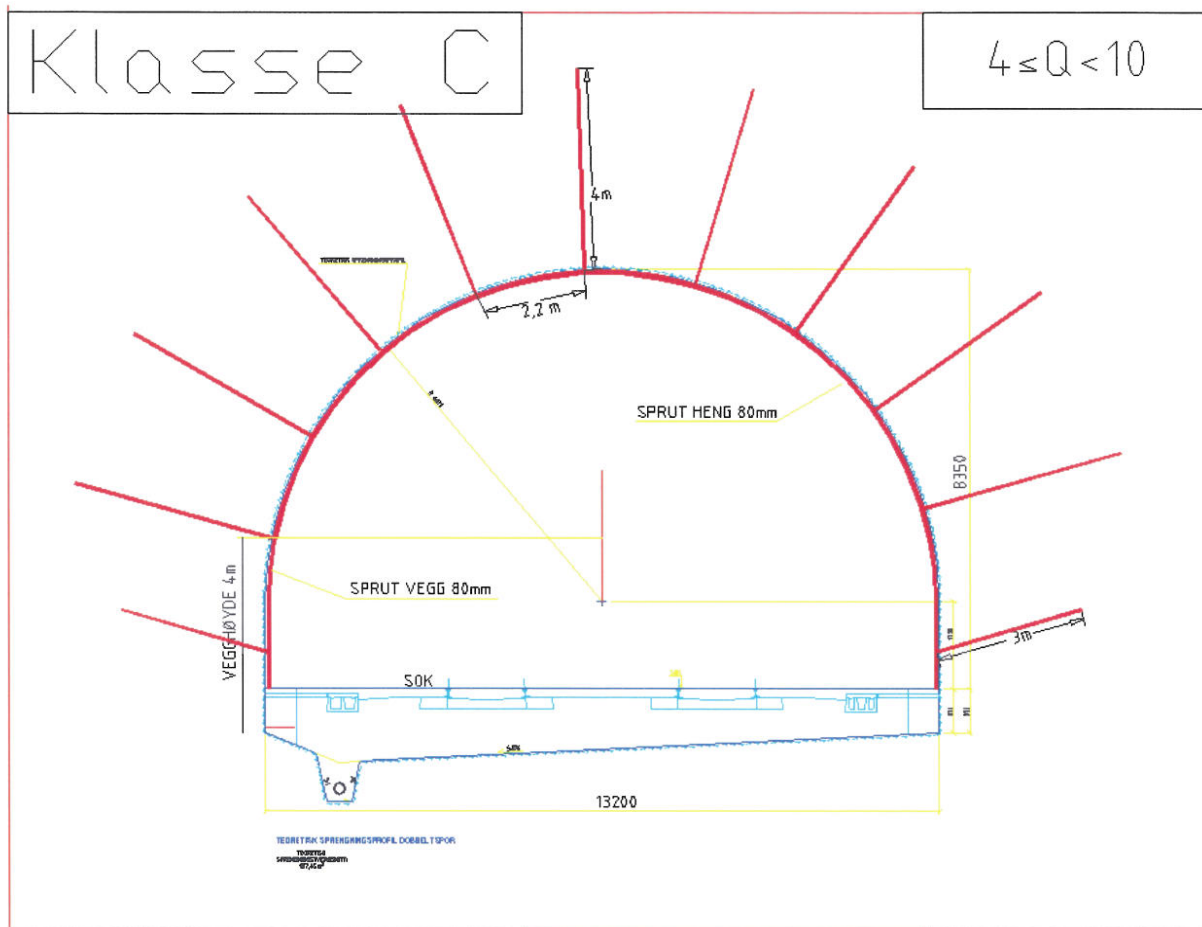 Klasse C
4≤Q<10
4m
2,2 m
SPRUT HENG 80mm
8350
VEGGHØYDE 4m
SPRUT VEGG 80mm
3m
SOK
13200
TEORETISK SPRENGNINGSPROFIL DOBBELTSPOR